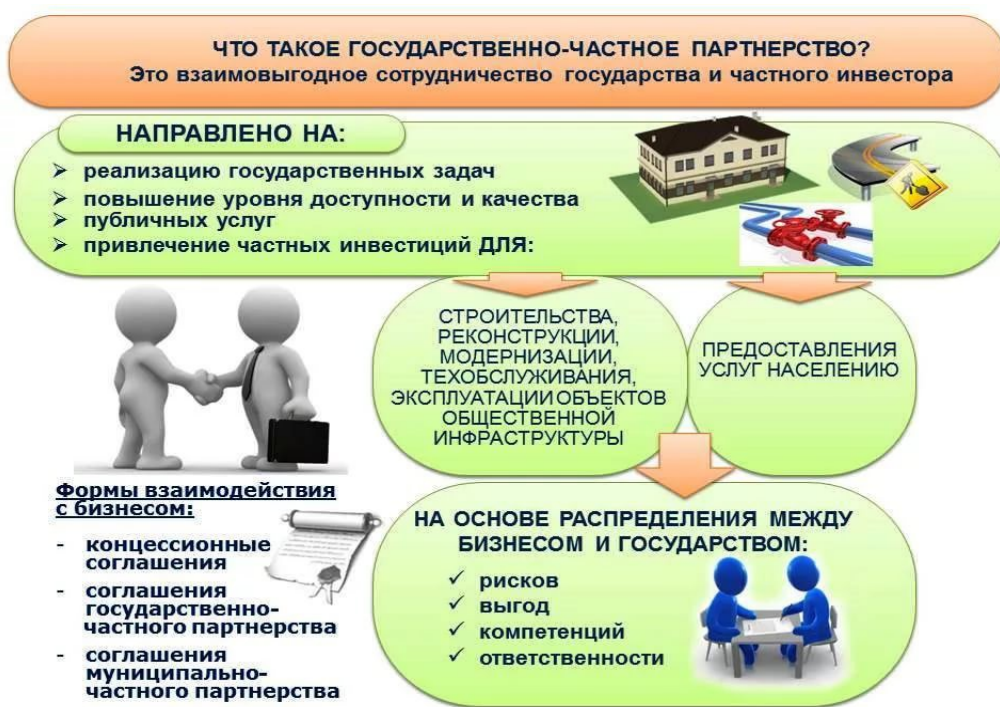 ЧТО ТАКОЕ ГОСУДАРСТВЕННО-ЧАСТНОЕ ПАРТНЕРСТВО?
Это взаимовыгодное сотрудничество государства и частного инвестора
НАПРАВЛЕНО НА:
➢ реализацию государственных задач
➢ повышение уровня доступности и качества
➢ публичных услуг
➢ привлечение частных инвестиций ДЛЯ:
СТРОИТЕЛЬСТВА,
РЕКОНСТРУКЦИИ,
МОДЕРНИЗАЦИИ,
ТЕХОБСЛУЖИВАНИЯ,
ЭКСПЛУАТАЦИИ ОБЪЕКТОВ
ОБЩЕСТВЕННОЙ
ИНФРАСТРУКТУРЫ
ПРЕДОСТАВЛЕНИЯ
УСЛУГ НАСЕЛЕНИЮ
Формы взаимодействия
с бизнесом:
- концессионные
соглашения
- соглашения
государственно-
частного партнерства
- соглашения
муниципально-
частного партнерства
НА ОСНОВЕ РАСПРЕДЕЛЕНИЯ МЕЖДУ
БИЗНЕСОМ И ГОСУДАРСТВОМ:
✓ рисков
✓ выгод
✓ компетенций
✓ ответственности